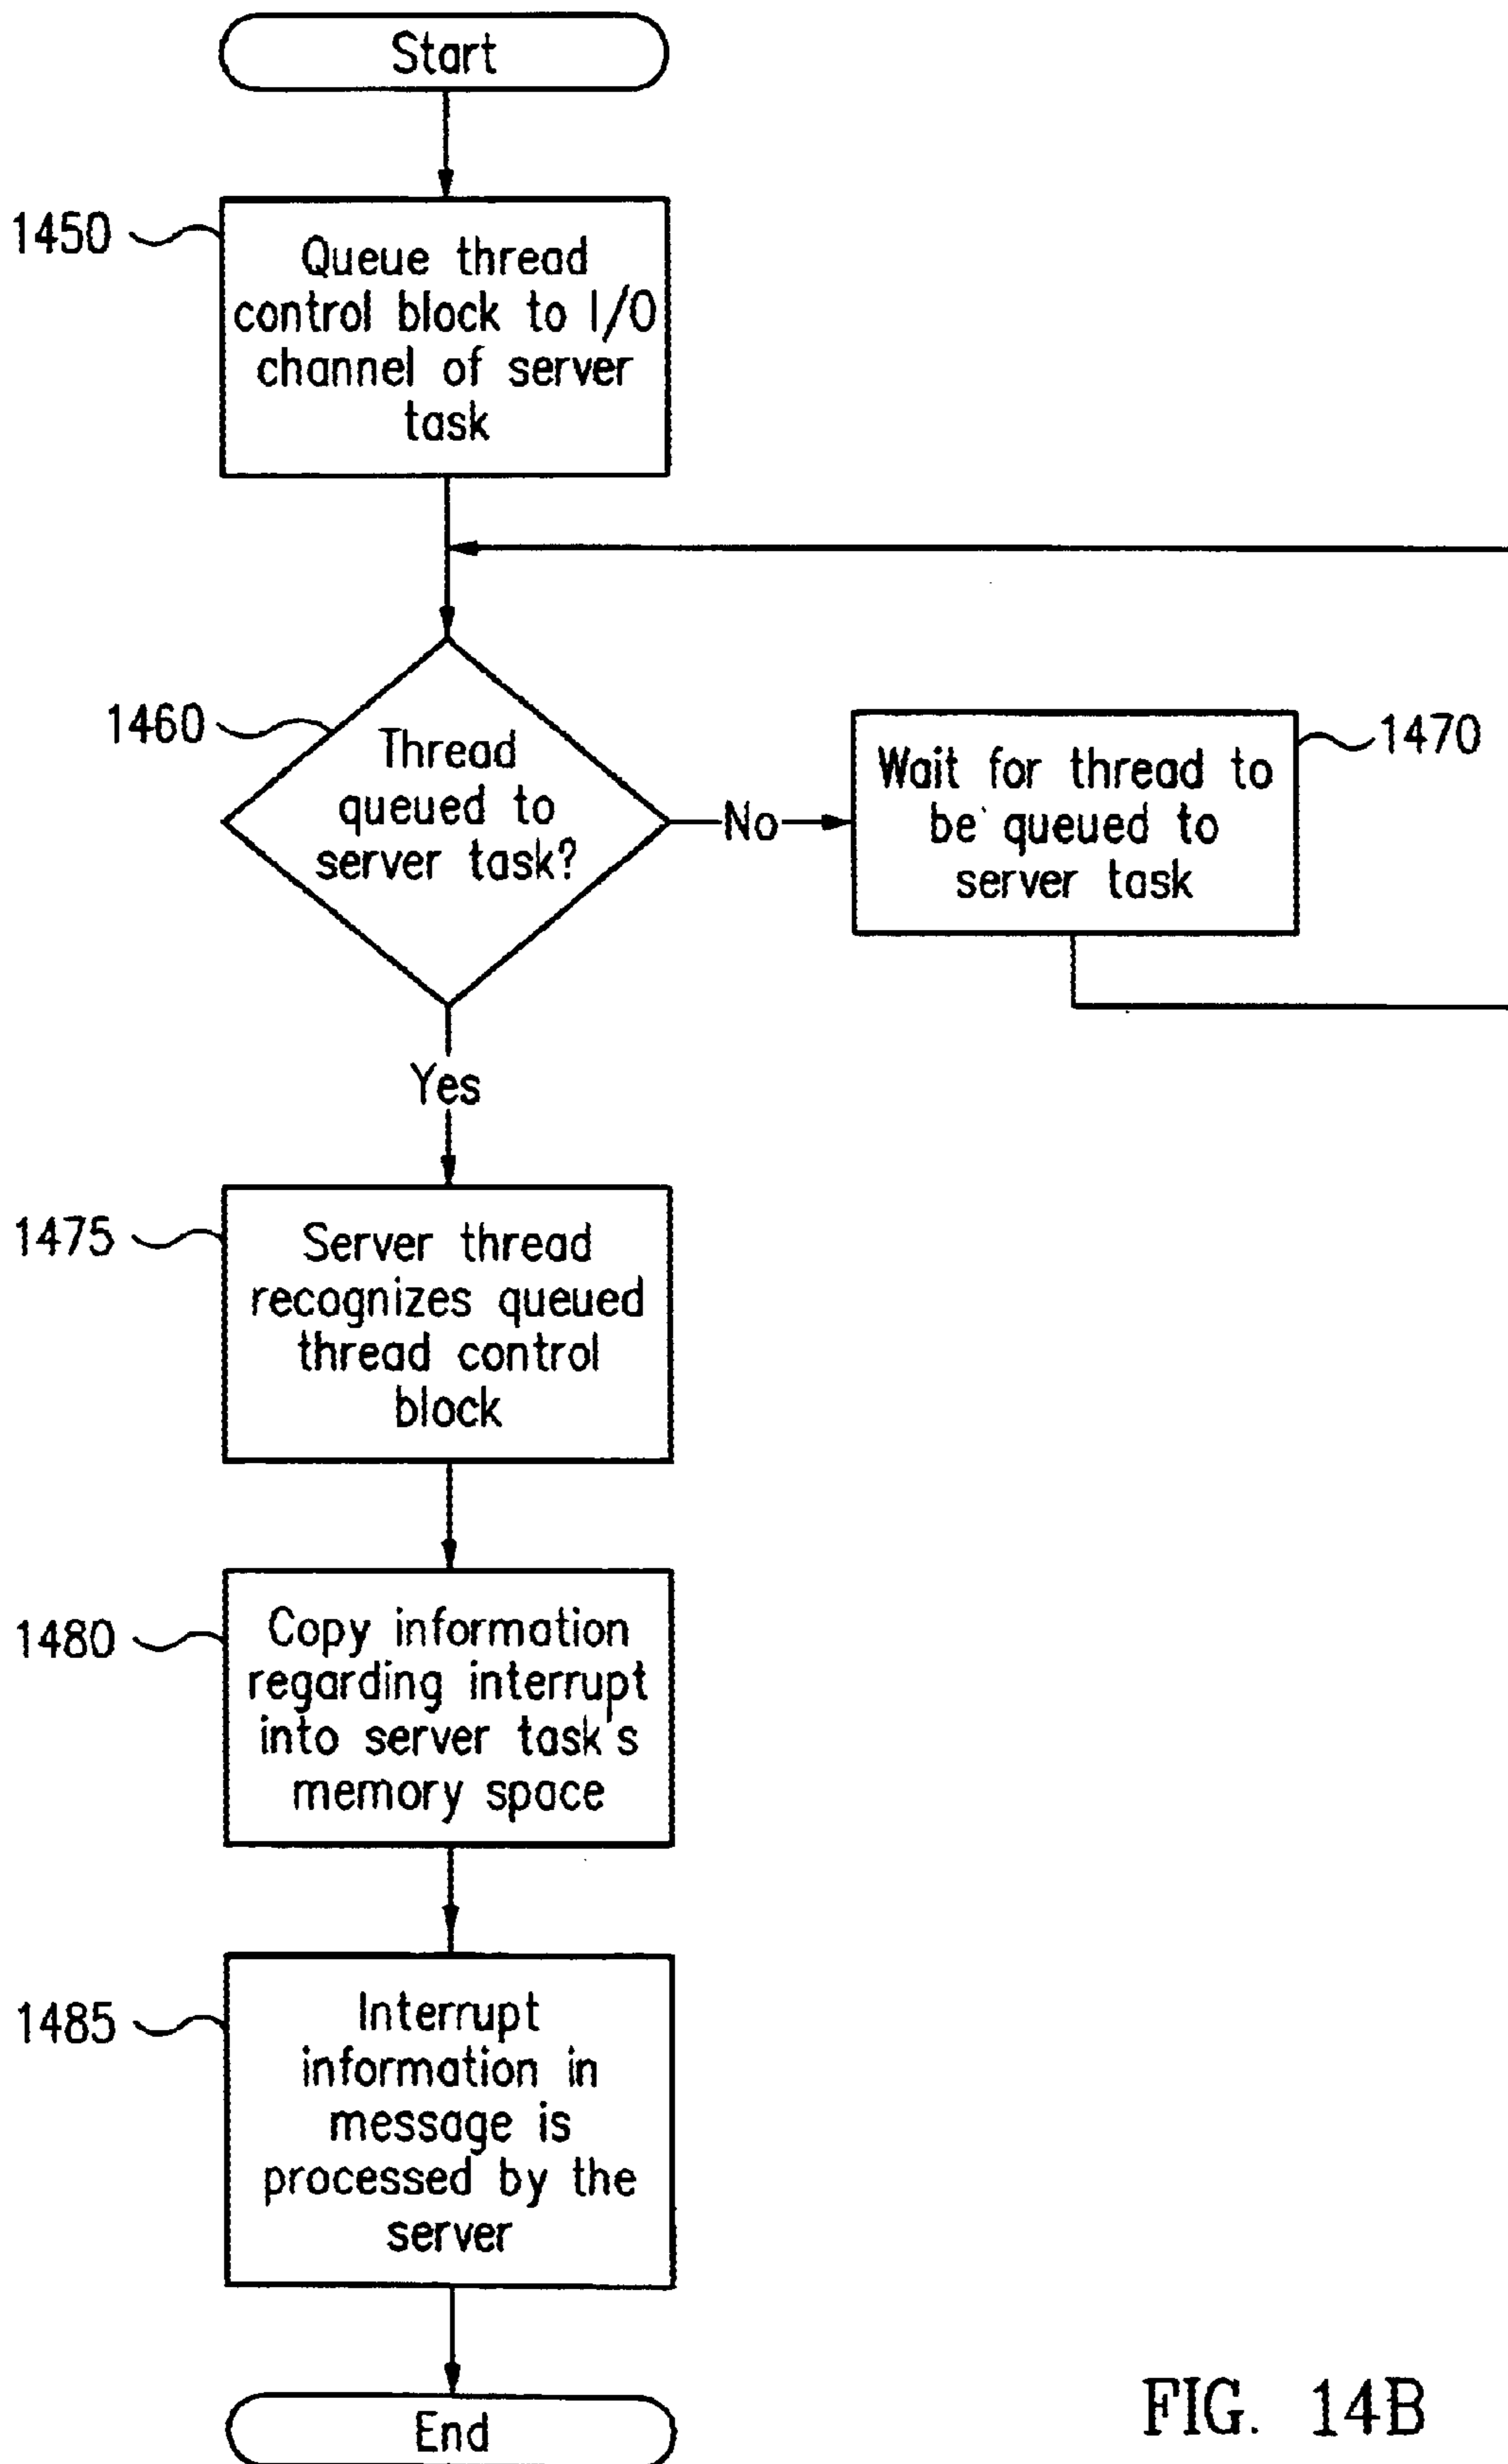 Start
1450
Queue thread
control block to I/O
channel of server
task
1460
Thread
queued to
server task?
No
Wait for thread to
be queued to
server task
1470
Yes
1475
Server thread
recognizes queued
thread control
block
1480
Copy information
regarding interrupt
into server task's
memory space
1485
Interrupt
information in
message is
processed by the
server
End
FIG. 14B